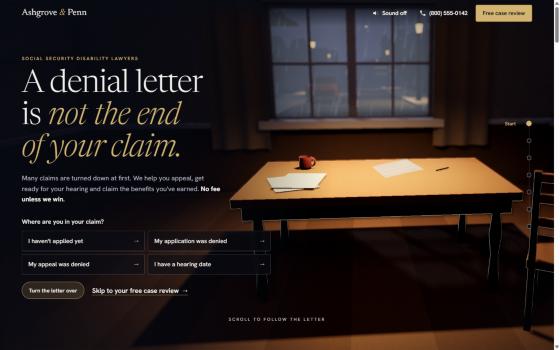 Ashgrove & Penn
Sound off
(800) 555-0142
Free case review
SOCIAL SECURITY DISABILITY LAWYERS
A denial letter
is not the end
of your claim.
Start
Many claims are turned down at first. We help you appeal, get
ready for your hearing and claim the benefits you've earned. No fee
unless we win.
Where are you in your claim?
I haven't applied yet →
My application was denied →
My appeal was denied →
I have a hearing date →
Turn the letter over
Skip to your free case review →
SCROLL TO FOLLOW THE LETTER